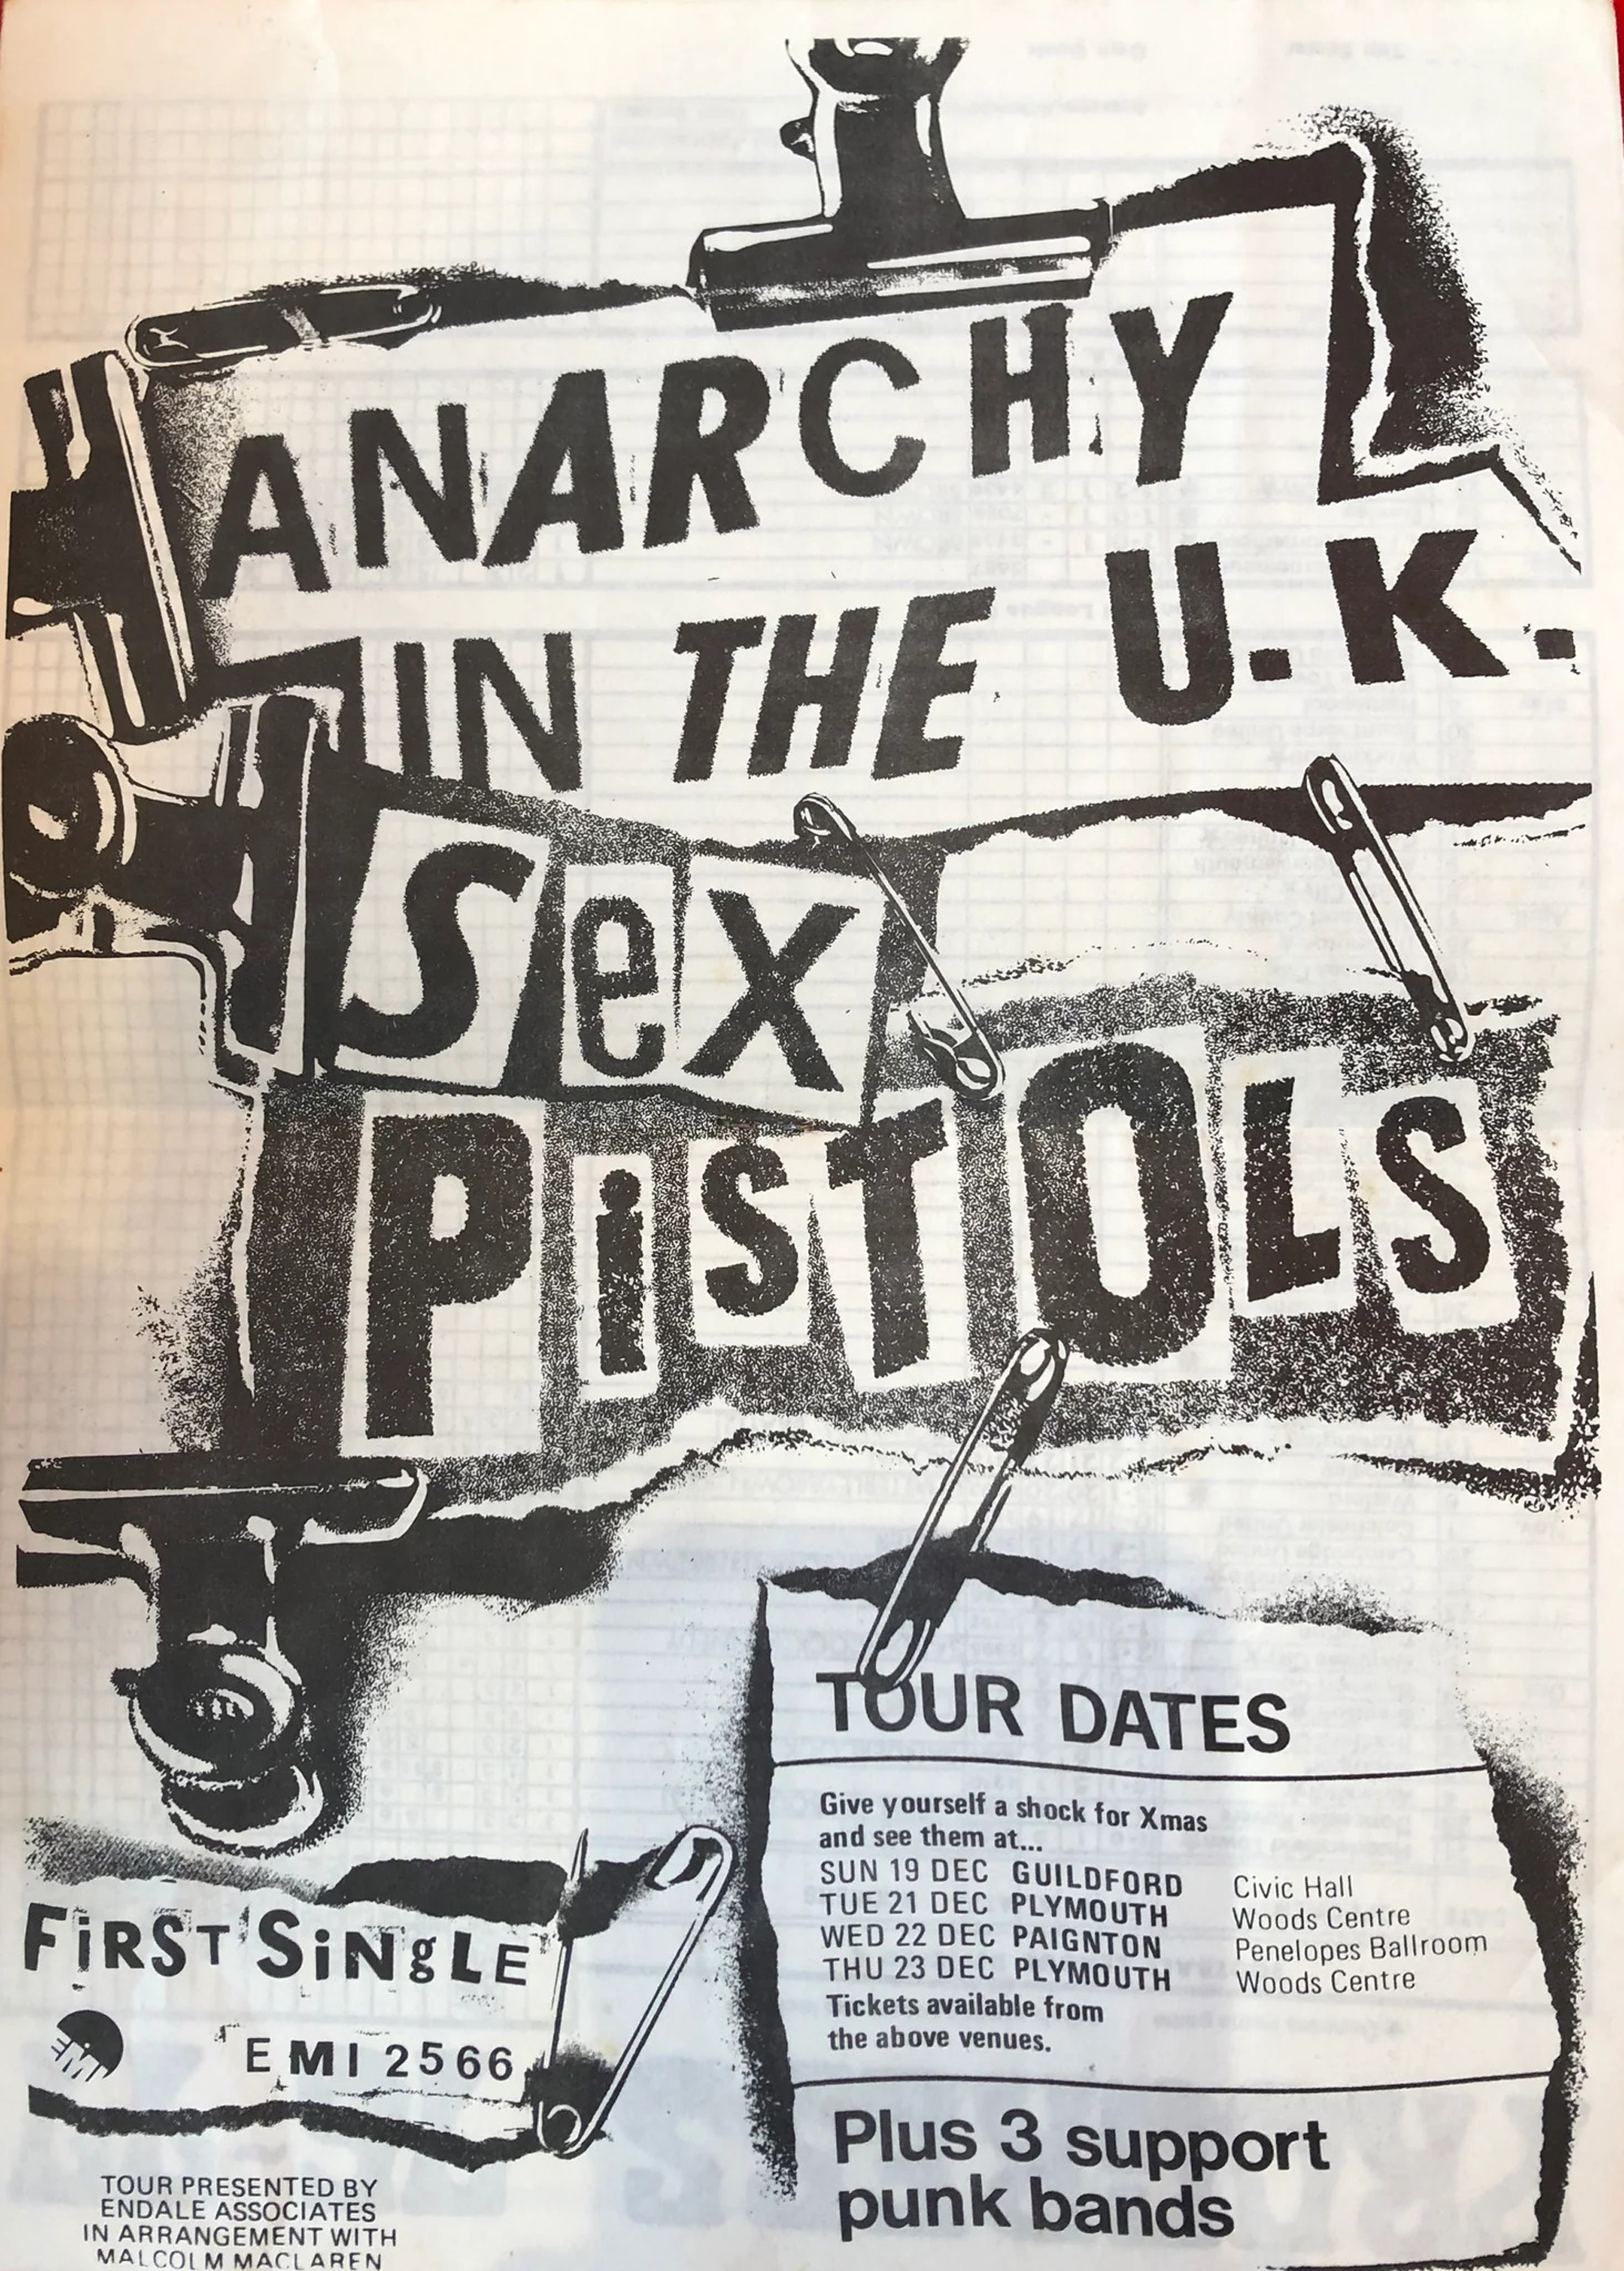 ANARCHY
IN THE U.K.
SeX
PiSTOLS
TOUR DATES
Give yourself a shock for Xmas
and see them at...
SUN 19 DEC GUILDFORD Civic Hall
TUE 21 DEC PLYMOUTH Woods Centre
WED 22 DEC PAIGNTON Penelopes Ballroom
THU 23 DEC PLYMOUTH Woods Centre
Tickets available from
the above venues.
Plus 3 support
punk bands
FiRST SiNgLE
EMI
EMI 2566
TOUR PRESENTED BY
ENDALE ASSOCIATES
IN ARRANGEMENT WITH
MALCOLM MACLAREN